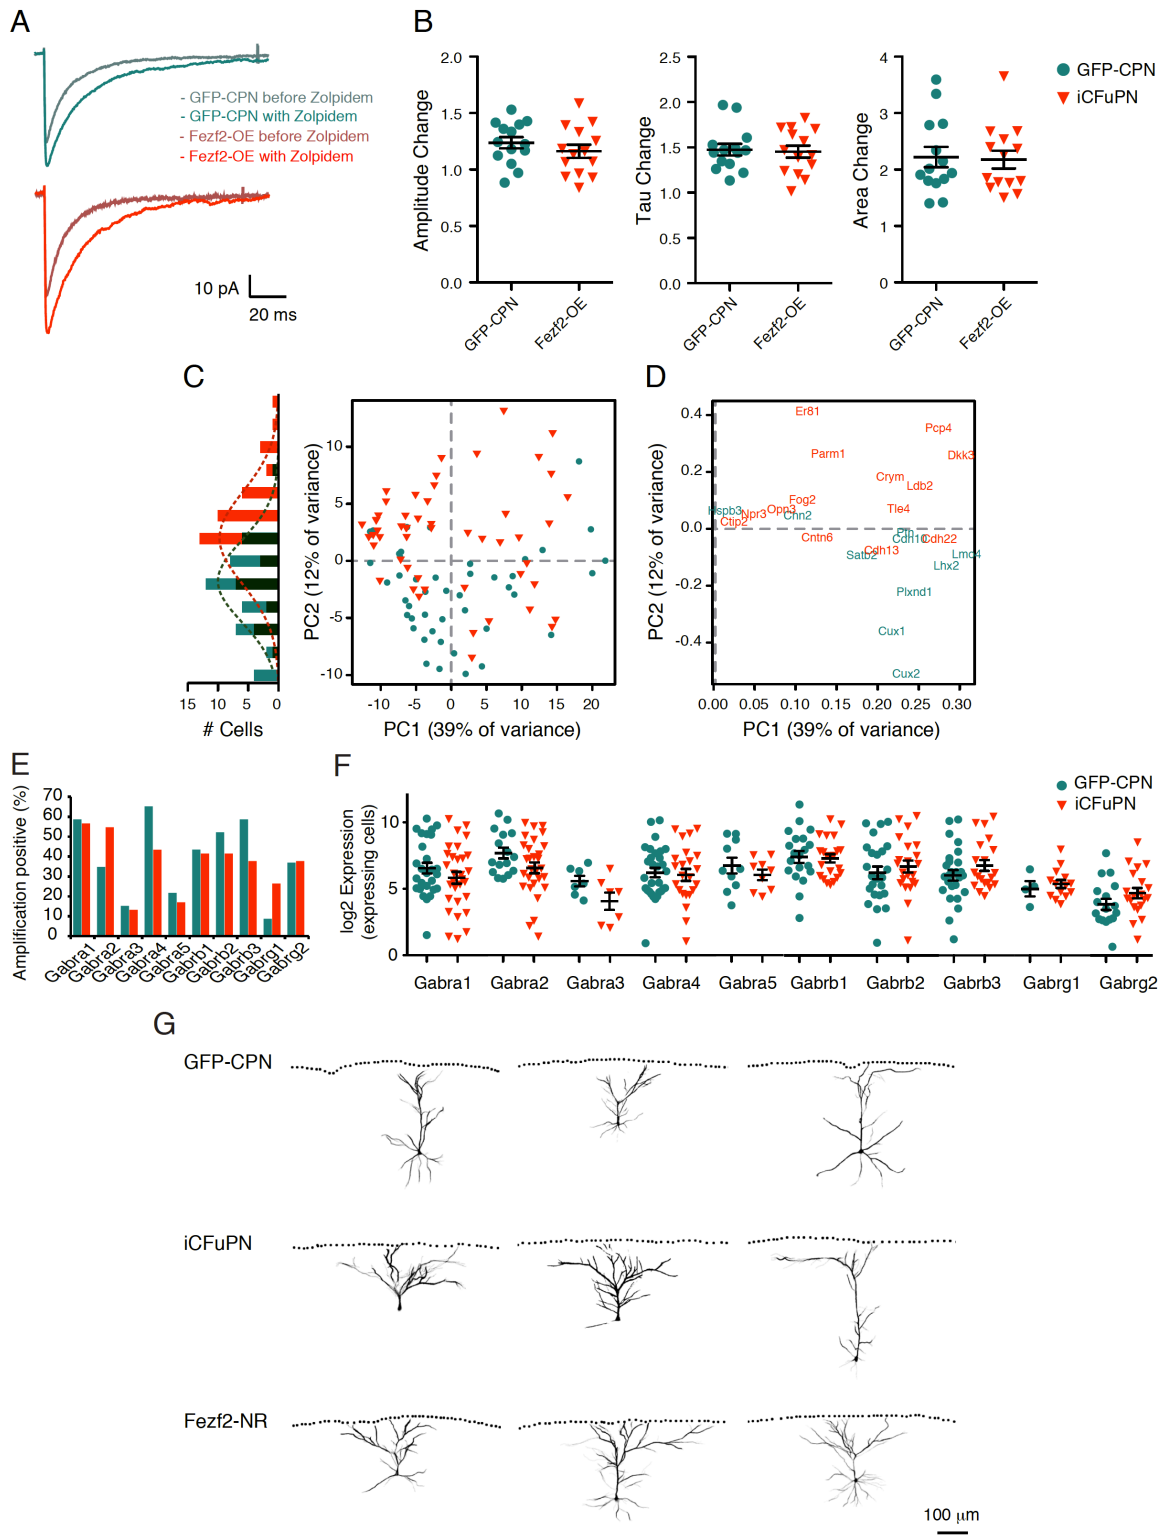 A
- GFP-CPN before Zolpidem
- GFP-CPN with Zolpidem
- Fezf2-OE before Zolpidem
- Fezf2-OE with Zolpidem
10 pA
20 ms
B
GFP-CPN
iCFuPN
Amplitude Change
2.0
1.5
1.0
0.5
0.0
GFP-CPN
Fezf2-OE
Tau Change
2.5
2.0
1.5
1.0
0.5
0.0
GFP-CPN
Fezf2-OE
Area Change
4
3
2
1
0
GFP-CPN
Fezf2-OE
C
15 10 5 0
# Cells
PC2 (12% of variance)
10
5
0
-5
-10
-10 -5 0 5 10 15 20
PC1 (39% of variance)
D
PC2 (12% of variance)
0.4
0.2
0.0
-0.2
-0.4
Er81
Pcp4
Parm1
Dkk3
Crym
Ldb2
Fog2
Hspb3
Npr3
Opn3
Chn2
Tle4
Ctip2
Cntn6
Cdh10
Cdh22
Cdh13
Satb2
Lmo4
Lhx2
Plxnd1
Cux1
Cux2
0.00 0.05 0.10 0.15 0.20 0.25 0.30
PC1 (39% of variance)
E
Amplification positive (%)
70
60
50
40
30
20
10
0
Gabra1
Gabra2
Gabra3
Gabra4
Gabra5
Gabrb1
Gabrb2
Gabrb3
Gabrg1
Gabrg2
F
GFP-CPN
iCFuPN
log2 Expression
(expressing cells)
10
5
0
Gabra1 Gabra2 Gabra3 Gabra4 Gabra5 Gabrb1 Gabrb2 Gabrb3 Gabrg1 Gabrg2
G
GFP-CPN
iCFuPN
Fezf2-NR
100 μm